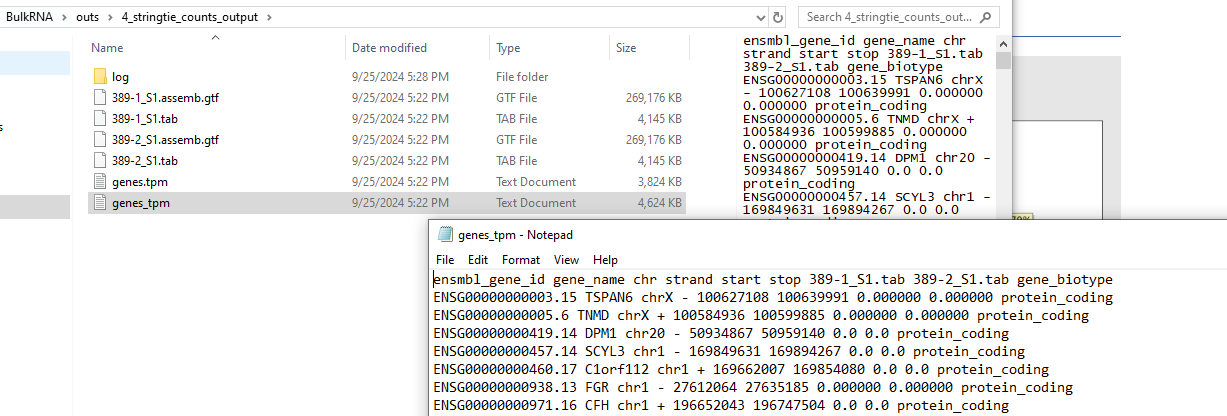 BulkRNA > outs > 4_stringtie_counts_output >
Search 4_stringtie_counts_out...
Name Date modified Type Size
log 9/25/2024 5:28 PM File folder
389-1_S1.assemb.gtf 9/25/2024 5:22 PM GTF File 269,176 KB
389-1_S1.tab 9/25/2024 5:22 PM TAB File 4,145 KB
389-2_S1.assemb.gtf 9/25/2024 5:22 PM GTF File 269,176 KB
389-2_S1.tab 9/25/2024 5:22 PM TAB File 4,145 KB
genes.tpm 9/25/2024 5:22 PM Text Document 3,824 KB
genes_tpm 9/25/2024 5:22 PM Text Document 4,624 KB
ensmbl_gene_id gene_name chr
strand start stop 389-1_S1.tab
389-2_S1.tab gene_biotype
ENSG00000000003.15 TSPAN6 chrX
- 100627108 100639991 0.000000
0.000000 protein_coding
ENSG00000000005.6 TNMD chrX +
100584936 100599885 0.000000
0.000000 protein_coding
ENSG00000000419.14 DPM1 chr20 -
50934867 50959140 0.0 0.0
protein_coding
ENSG00000000457.14 SCYL3 chr1 -
169849631 169894267 0.0 0.0
genes_tpm - Notepad
File Edit Format View Help
ensmbl_gene_id gene_name chr strand start stop 389-1_S1.tab 389-2_S1.tab gene_biotype
ENSG00000000003.15 TSPAN6 chrX - 100627108 100639991 0.000000 0.000000 protein_coding
ENSG00000000005.6 TNMD chrX + 100584936 100599885 0.000000 0.000000 protein_coding
ENSG00000000419.14 DPM1 chr20 - 50934867 50959140 0.0 0.0 protein_coding
ENSG00000000457.14 SCYL3 chr1 - 169849631 169894267 0.0 0.0 protein_coding
ENSG00000000460.17 C1orf112 chr1 + 169662007 169854080 0.0 0.0 protein_coding
ENSG00000000938.13 FGR chr1 - 27612064 27635185 0.000000 0.000000 protein_coding
ENSG00000000971.16 CFH chr1 + 196652043 196747504 0.0 0.0 protein_coding